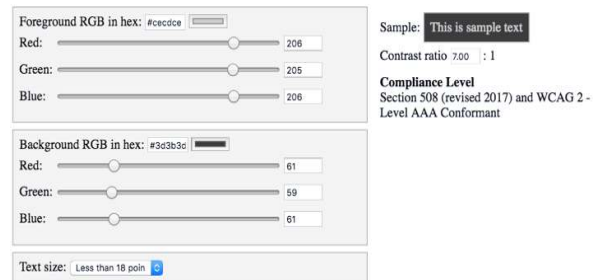 Foreground RGB in hex: #cecdce
Red: 206
Green: 205
Blue: 206
Background RGB in hex: #3d3b3d
Red: 61
Green: 59
Blue: 61
Text size: Less than 18 poin
Sample: This is sample text
Contrast ratio 7.00 : 1
Compliance Level
Section 508 (revised 2017) and WCAG 2 -
Level AAA Conformant